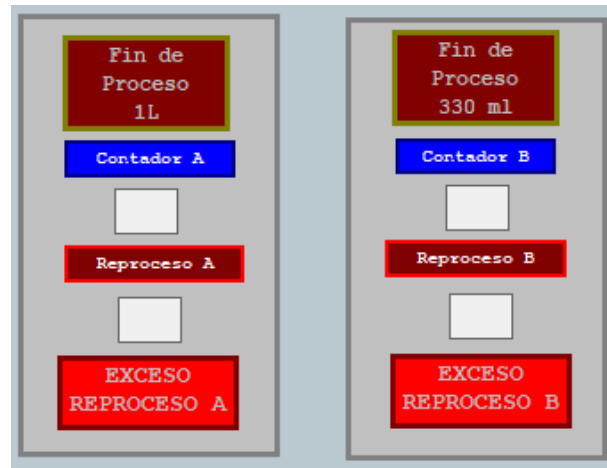 Fin de
Proceso
1L
Contador A
Reproceso A
EXCESO
REPROCESO A
Fin de
Proceso
330 ml
Contador B
Reproceso B
EXCESO
REPROCESO B